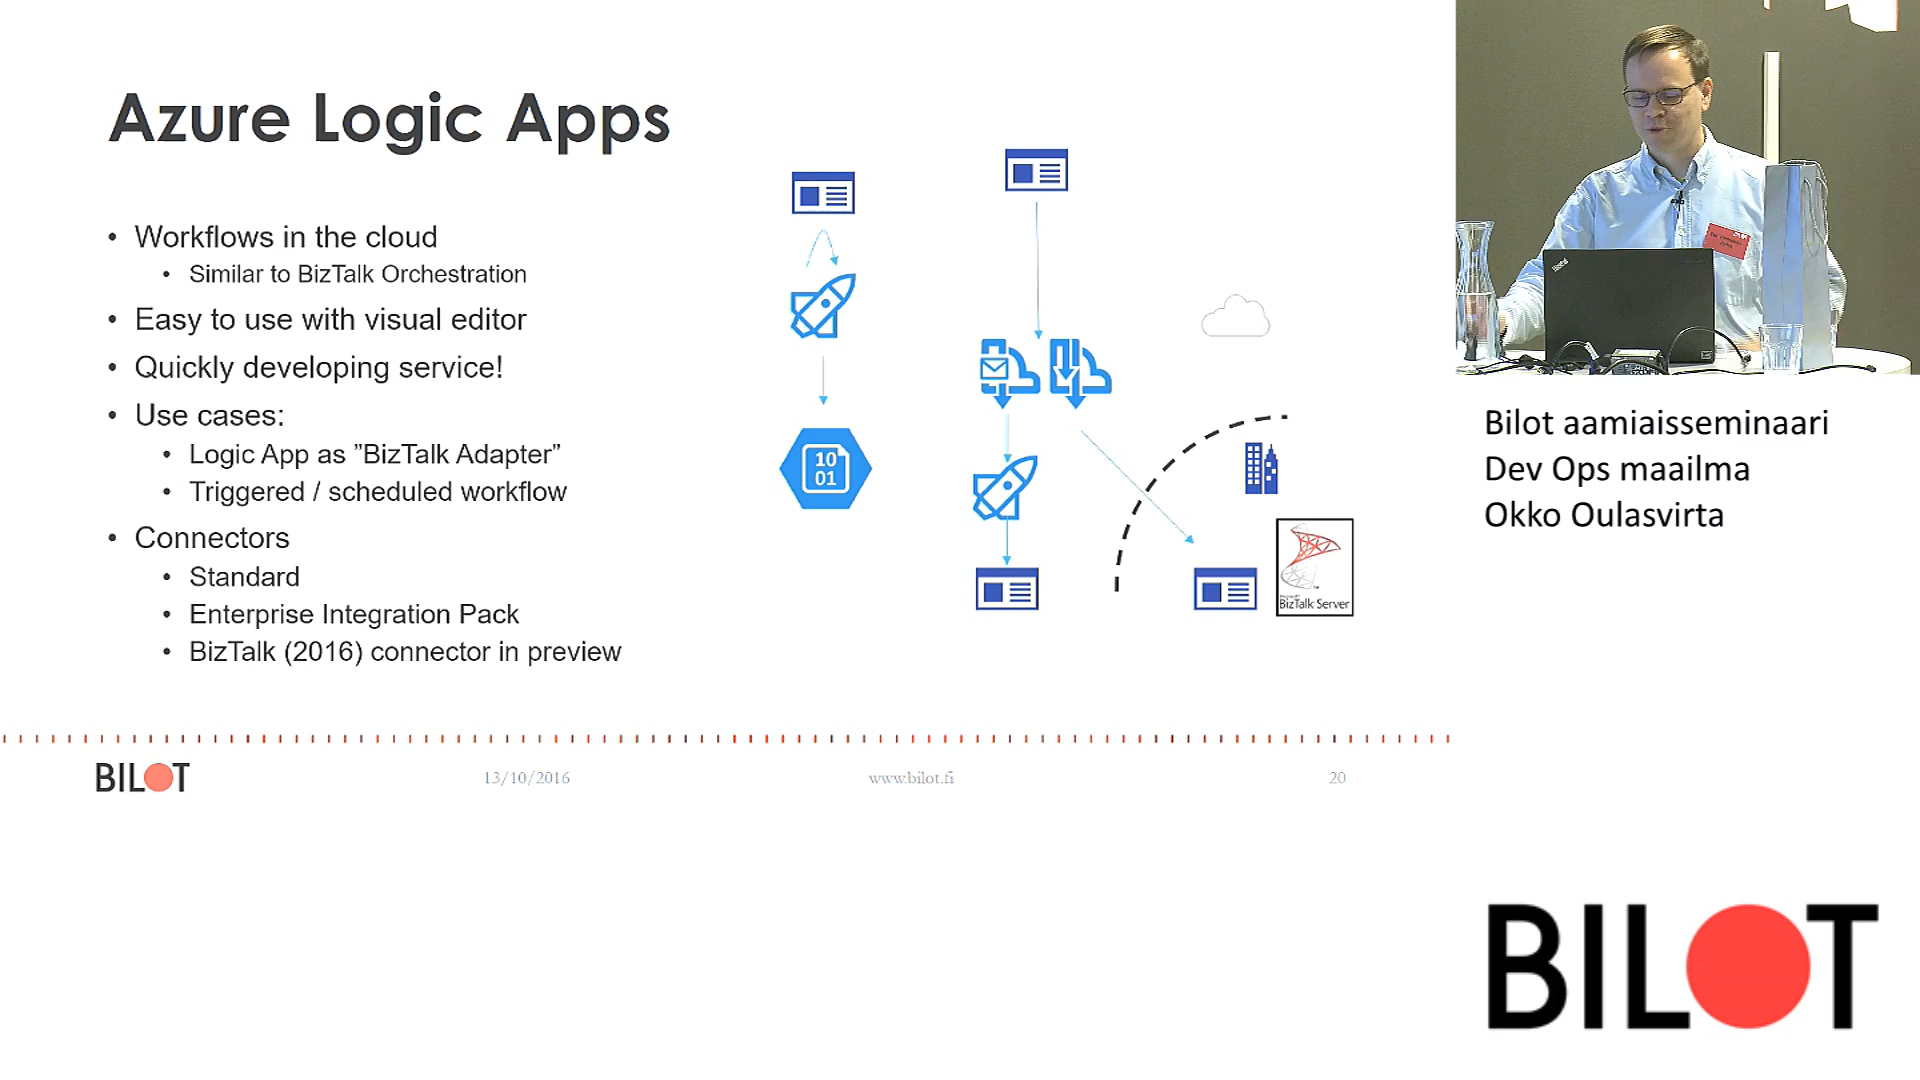 Azure Logic Apps
• Workflows in the cloud
• Similar to BizTalk Orchestration
• Easy to use with visual editor
• Quickly developing service!
• Use cases:
• Logic App as ”BizTalk Adapter”
• Triggered / scheduled workflow
• Connectors
• Standard
• Enterprise Integration Pack
• BizTalk (2016) connector in preview
10
01
BizTalk Server
BILOT
13/10/2016
www.bilot.fi
20
Bilot aamiaisseminaari
Dev Ops maailma
Okko Oulasvirta
BILOT